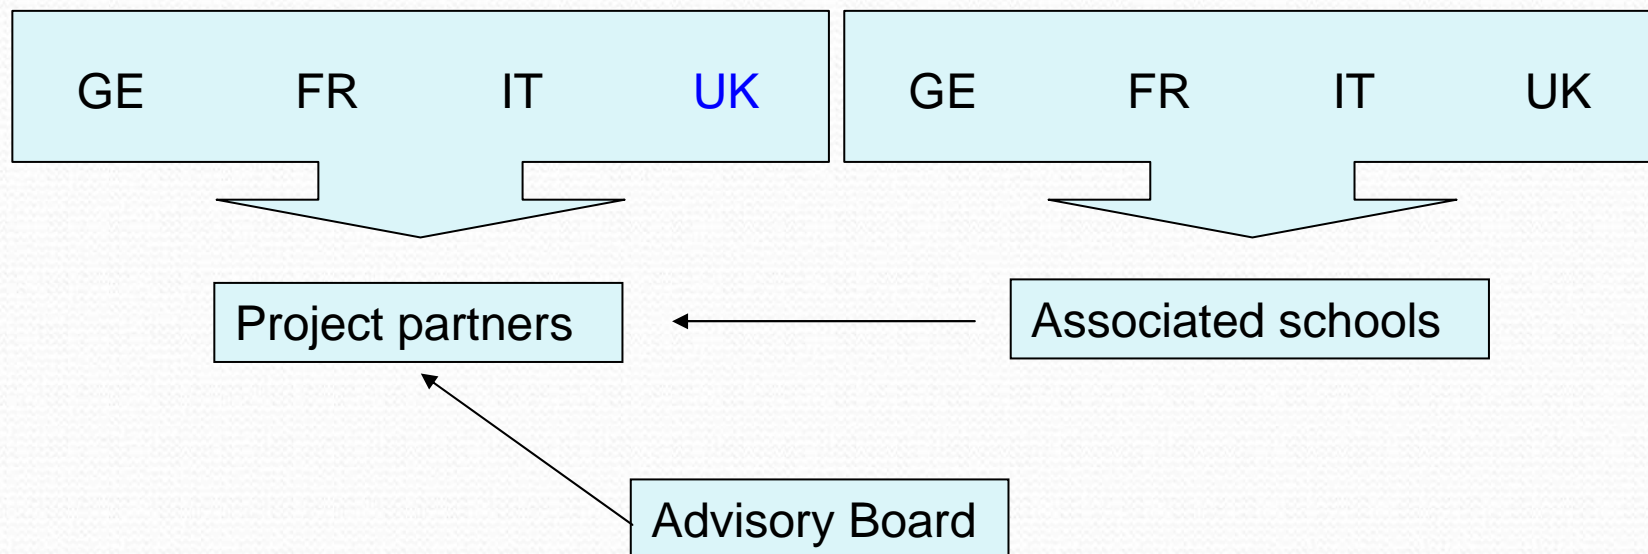 GE FR IT UK
GE FR IT UK
Project partners
Associated schools
Advisory Board